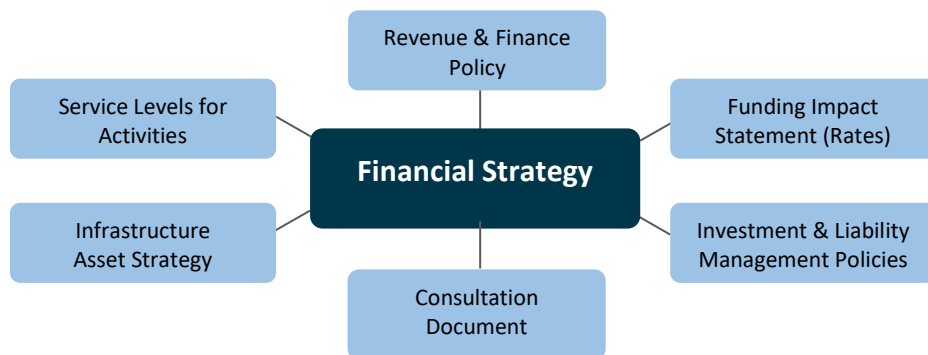 Revenue & Finance
Policy
Service Levels for
Activities
Funding Impact
Statement (Rates)
Financial Strategy
Infrastructure
Asset Strategy
Investment & Liability
Management Policies
Consultation
Document